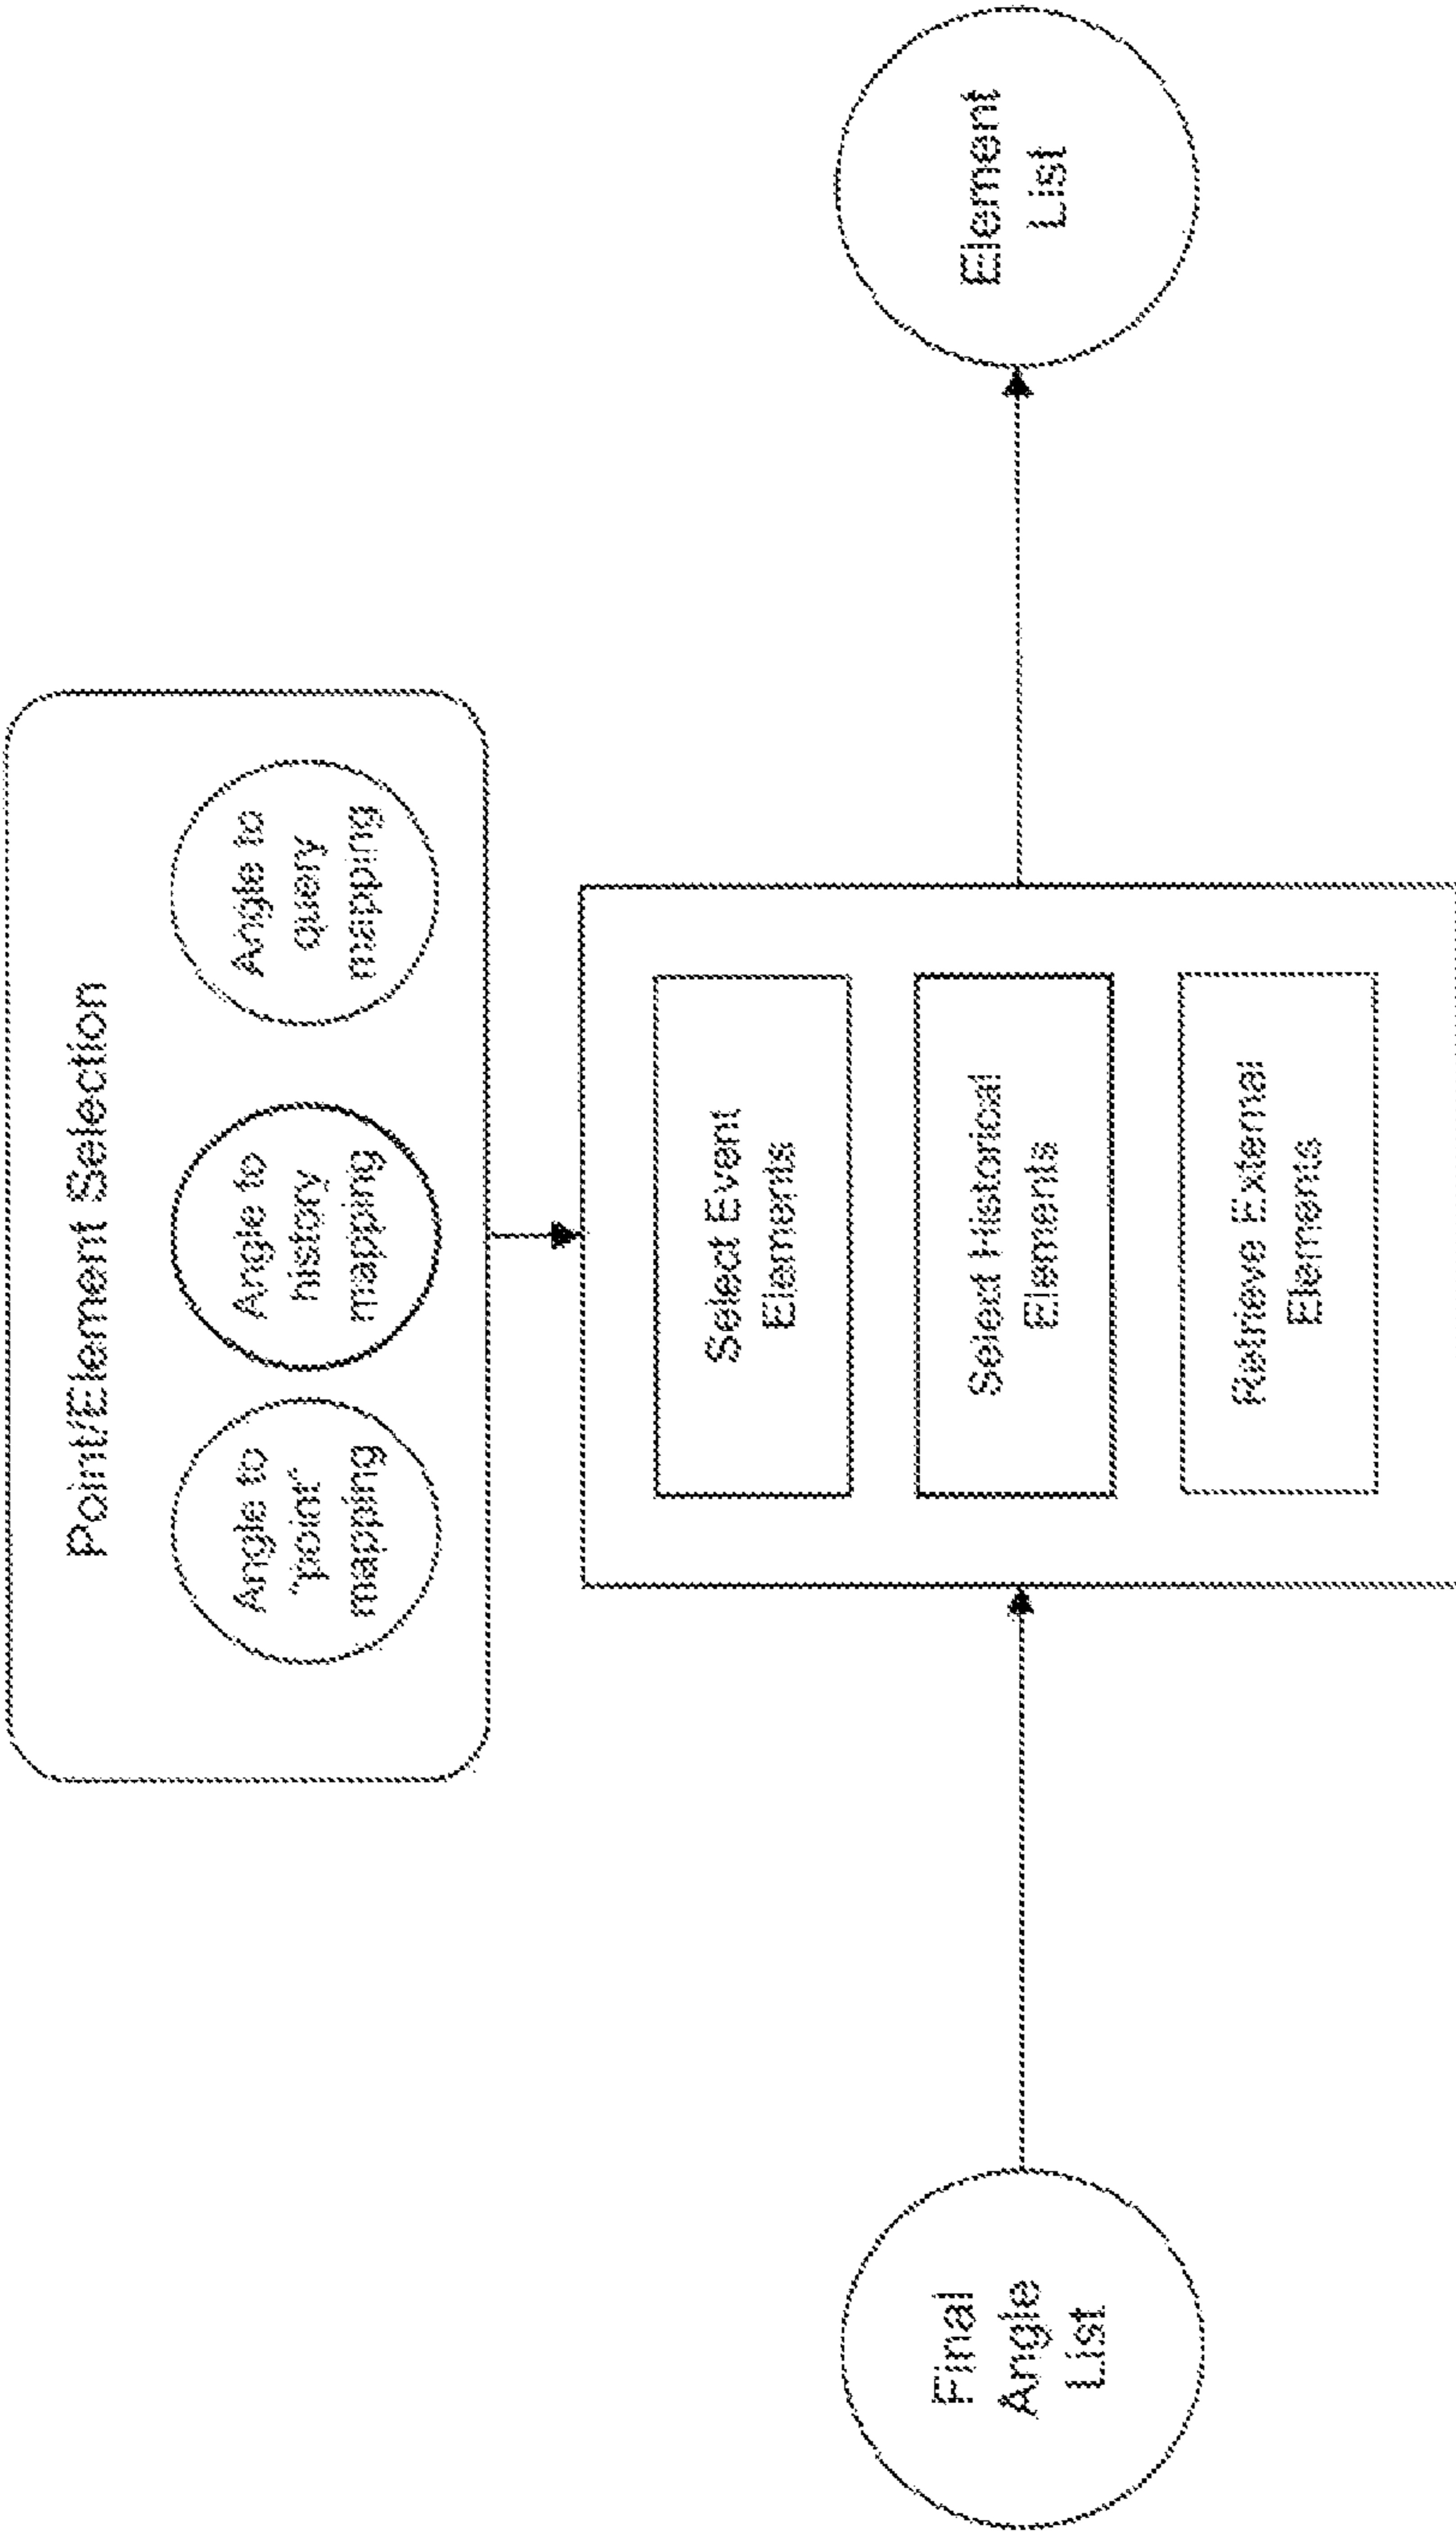 Point/Element Selection
Angle to
"point"
mapping
Angle to
history
mapping
Angle to
query
mapping
Final
Angle
List
Select Event
Elements
Select Historical
Elements
Retrieve External
Elements
Element
List